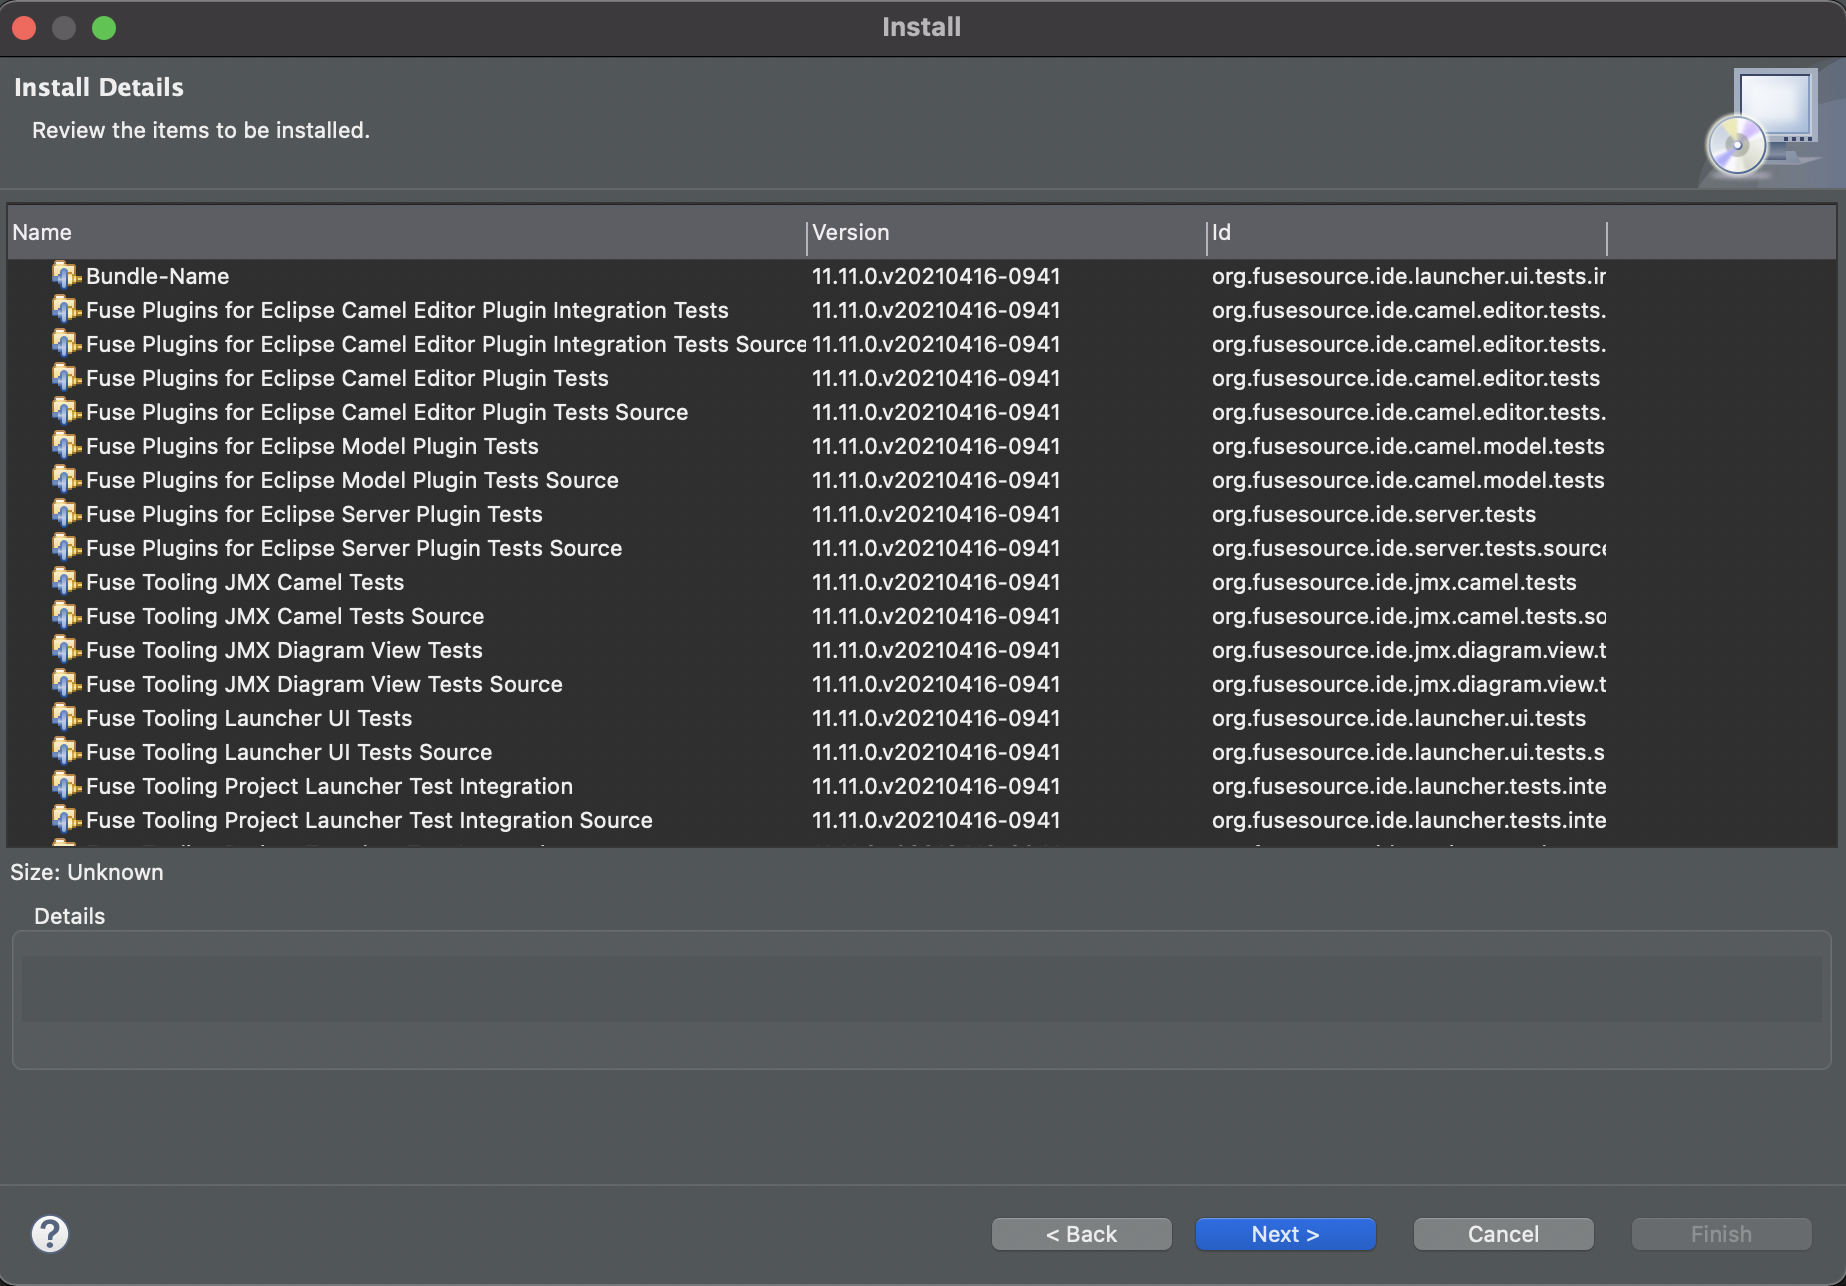 Install
Install Details
Review the items to be installed.
Name Version Id
Bundle-Name 11.11.0.v20210416-0941 org.fusesource.ide.launcher.ui.tests.ir
Fuse Plugins for Eclipse Camel Editor Plugin Integration Tests 11.11.0.v20210416-0941 org.fusesource.ide.camel.editor.tests.
Fuse Plugins for Eclipse Camel Editor Plugin Integration Tests Source 11.11.0.v20210416-0941 org.fusesource.ide.camel.editor.tests.
Fuse Plugins for Eclipse Camel Editor Plugin Tests 11.11.0.v20210416-0941 org.fusesource.ide.camel.editor.tests
Fuse Plugins for Eclipse Camel Editor Plugin Tests Source 11.11.0.v20210416-0941 org.fusesource.ide.camel.editor.tests.
Fuse Plugins for Eclipse Model Plugin Tests 11.11.0.v20210416-0941 org.fusesource.ide.camel.model.tests
Fuse Plugins for Eclipse Model Plugin Tests Source 11.11.0.v20210416-0941 org.fusesource.ide.camel.model.tests
Fuse Plugins for Eclipse Server Plugin Tests 11.11.0.v20210416-0941 org.fusesource.ide.server.tests
Fuse Plugins for Eclipse Server Plugin Tests Source 11.11.0.v20210416-0941 org.fusesource.ide.server.tests.source
Fuse Tooling JMX Camel Tests 11.11.0.v20210416-0941 org.fusesource.ide.jmx.camel.tests
Fuse Tooling JMX Camel Tests Source 11.11.0.v20210416-0941 org.fusesource.ide.jmx.camel.tests.so
Fuse Tooling JMX Diagram View Tests 11.11.0.v20210416-0941 org.fusesource.ide.jmx.diagram.view.t
Fuse Tooling JMX Diagram View Tests Source 11.11.0.v20210416-0941 org.fusesource.ide.jmx.diagram.view.t
Fuse Tooling Launcher UI Tests 11.11.0.v20210416-0941 org.fusesource.ide.launcher.ui.tests
Fuse Tooling Launcher UI Tests Source 11.11.0.v20210416-0941 org.fusesource.ide.launcher.ui.tests.s
Fuse Tooling Project Launcher Test Integration 11.11.0.v20210416-0941 org.fusesource.ide.launcher.tests.inte
Fuse Tooling Project Launcher Test Integration Source 11.11.0.v20210416-0941 org.fusesource.ide.launcher.tests.inte
Size: Unknown
Details
? < Back Next > Cancel Finish